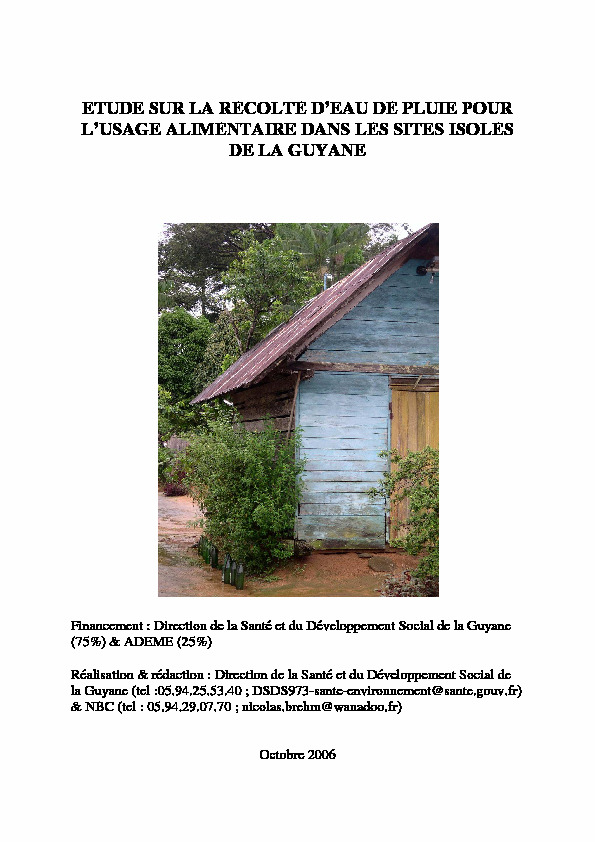 ETUDE SUR LA RECOLTE D'EAU DE PLUIE POUR
L'USAGE ALIMENTAIRE DANS LES SITES ISOLES
DE LA GUYANE
Financement : Direction de la Santé et du Développement Social de la Guyane
(75%) & ADEME (25%)
Réalisation & rédaction : Direction de la Santé et du Développement Social de
la Guyane (tel :05.94.25.53.40 ; DSDS973-sante-environnement@sante.gouv.fr)
& NBC (tel : 05.94.29.07.70 ; nicolas.brehm@wanadoo.fr)
Octobre 2006